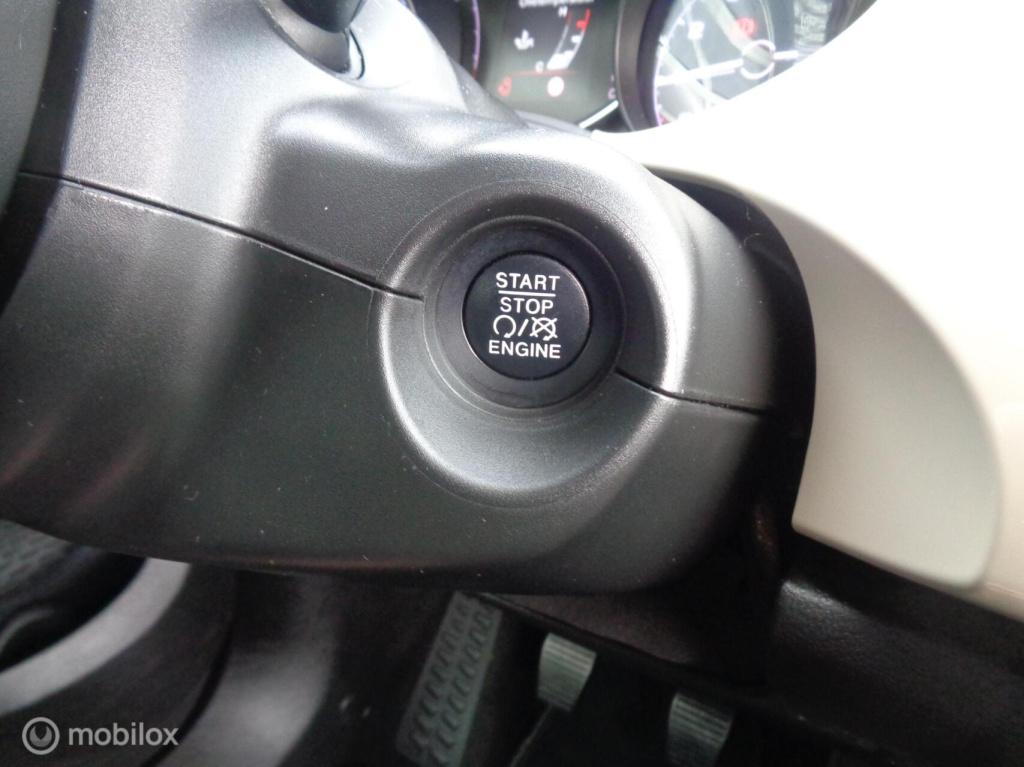 H
C
START
STOP
ENGINE
mobilox